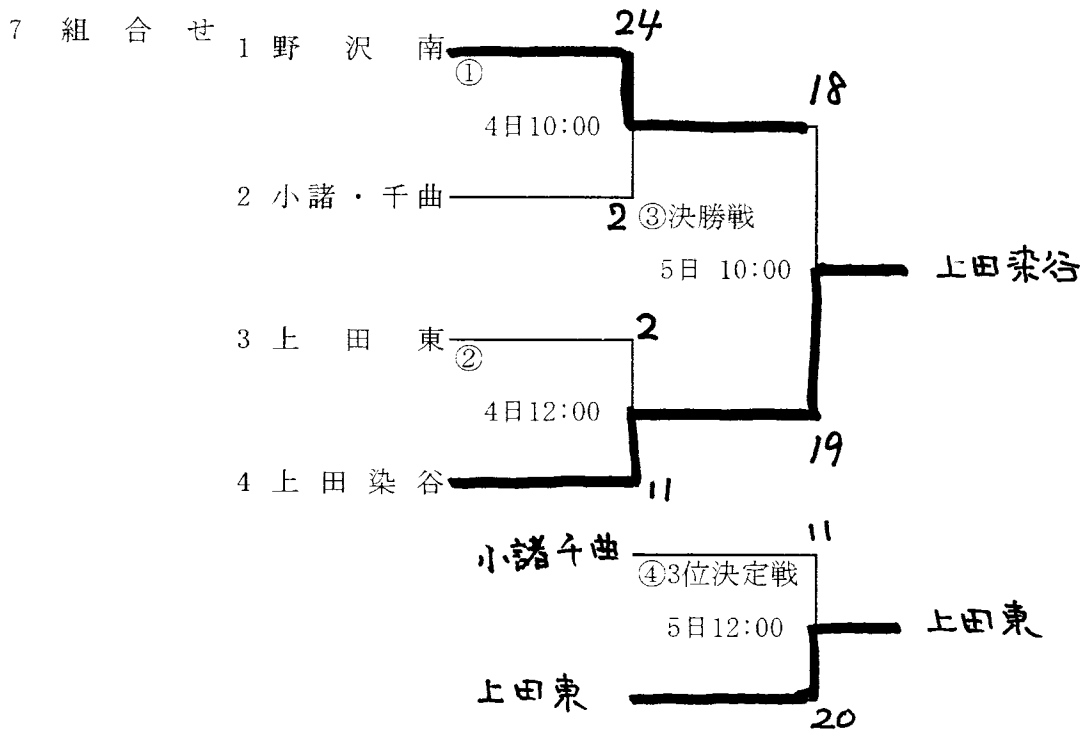 7 組合せ
24
1 野沢南
①
18
4日10:00
2 小諸・千曲
2
③決勝戦
5日 10:00
上田染谷
2
3 上田東
②
4日12:00
19
4 上田染谷
11
小諸千曲
11
④3位決定戦
5日12:00
上田東
上田東
20